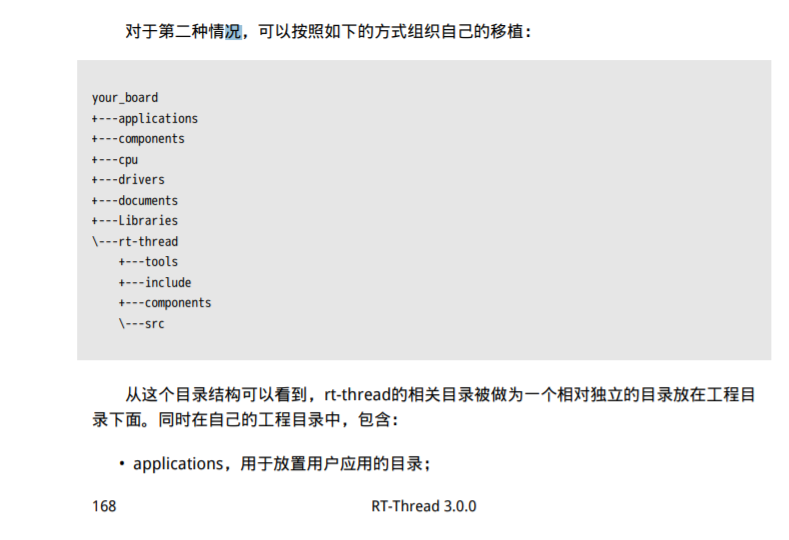 对于第二种情况，可以按照如下的方式组织自己的移植：
your_board
+---applications
+---components
+---cpu
+---drivers
+---documents
+---Libraries
\---rt-thread
    +---tools
    +---include
    +---components
    \---src
从这个目录结构可以看到，rt-thread的相关目录被做为一个相对独立的目录放在工程目
录下面。同时在自己的工程目录中，包含：
• applications，用于放置用户应用的目录；
168 RT-Thread 3.0.0